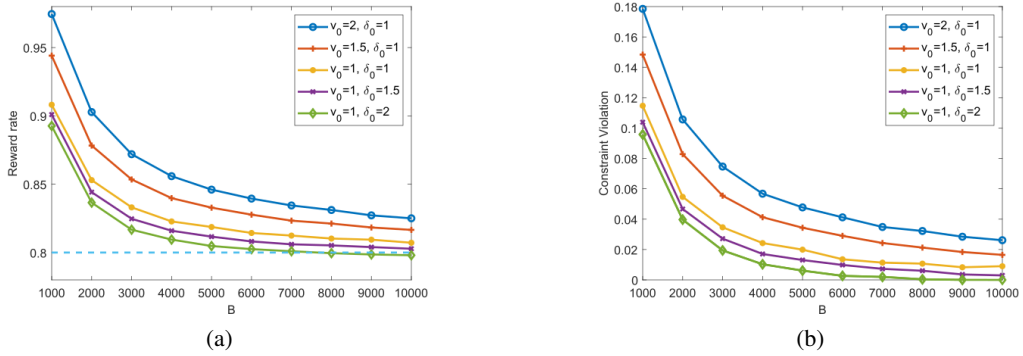 v0=2, δ0=1
v0=1.5, δ0=1
v0=1, δ0=1
v0=1, δ0=1.5
v0=1, δ0=2
Reward rate
0.95
0.9
0.85
0.8
1000 2000 3000 4000 5000 6000 7000 8000 9000 10000
B
(a)
v0=2, δ0=1
v0=1.5, δ0=1
v0=1, δ0=1
v0=1, δ0=1.5
v0=1, δ0=2
Constraint Violation
0.18
0.16
0.14
0.12
0.1
0.08
0.06
0.04
0.02
0
1000 2000 3000 4000 5000 6000 7000 8000 9000 10000
B
(b)